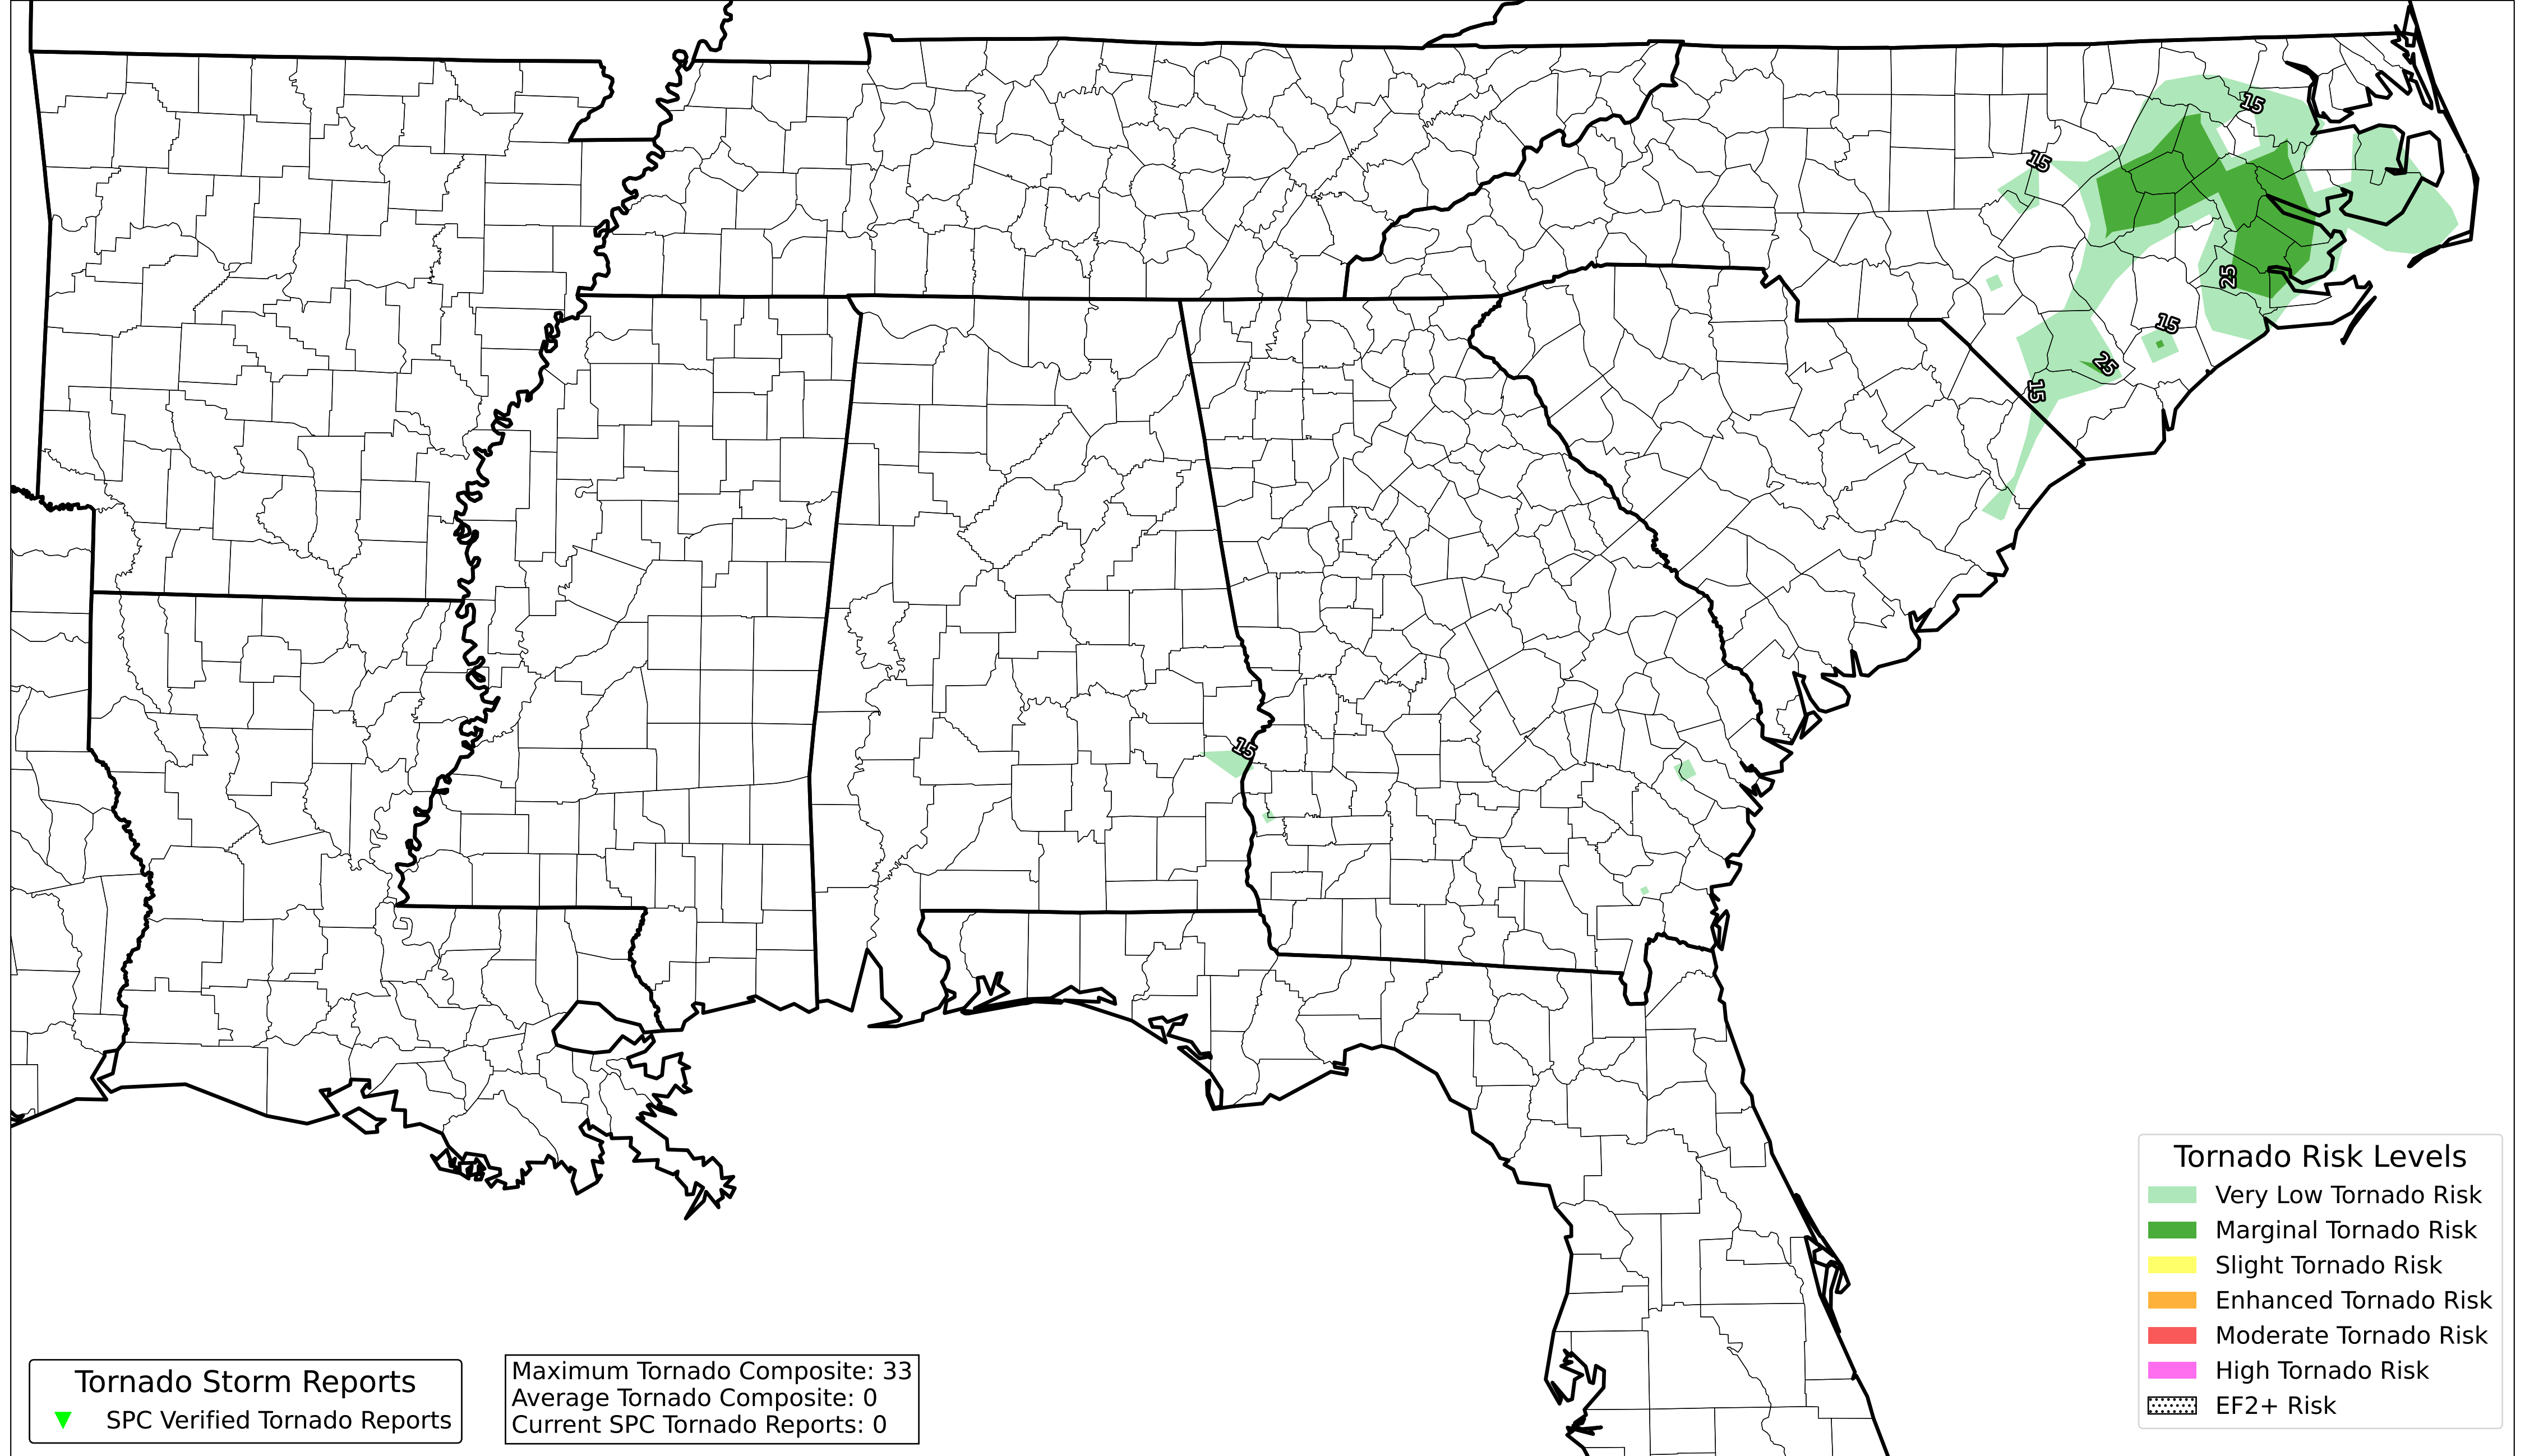 15
15
25
15
25
15
15
Tornado Risk Levels
Very Low Tornado Risk
Marginal Tornado Risk
Slight Tornado Risk
Enhanced Tornado Risk
Moderate Tornado Risk
High Tornado Risk
EF2+ Risk
Tornado Storm Reports
SPC Verified Tornado Reports
Maximum Tornado Composite: 33
Average Tornado Composite: 0
Current SPC Tornado Reports: 0